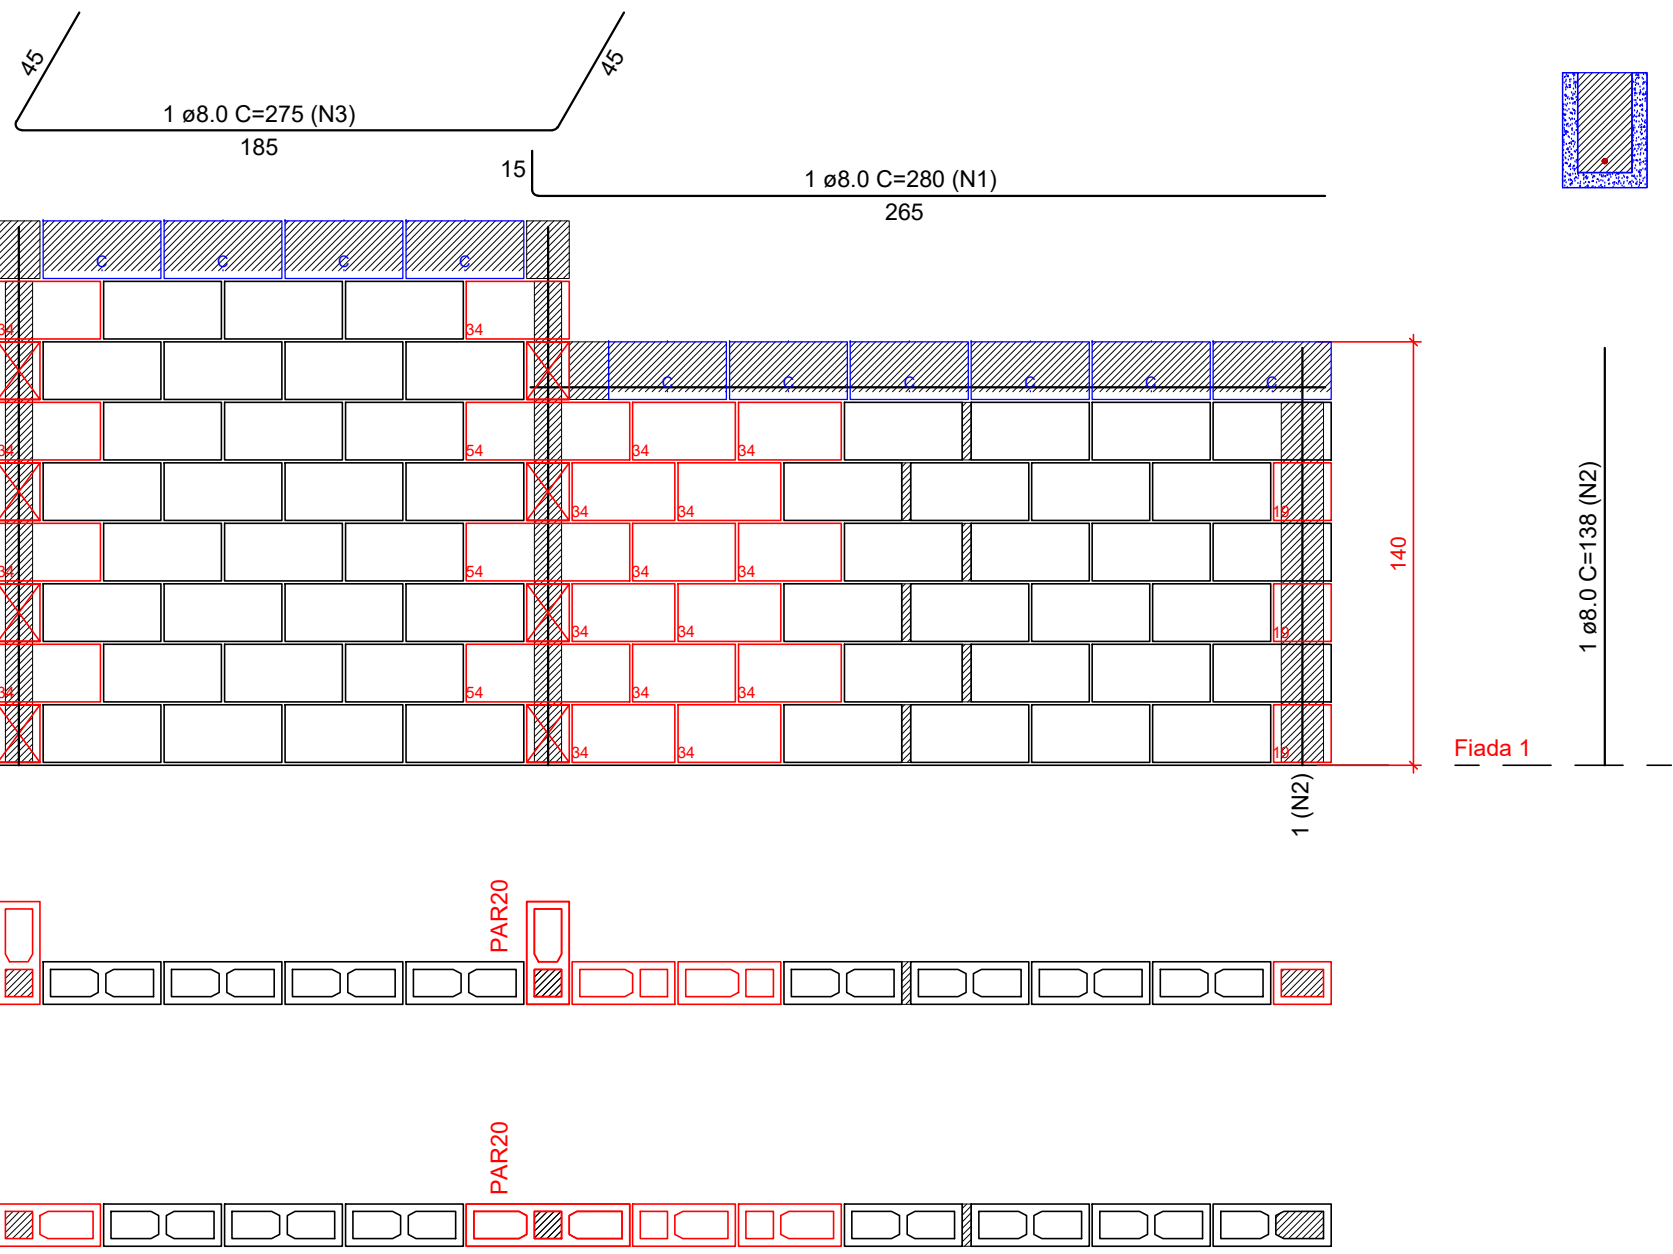 45
45
1 ø8.0 C=275 (N3)
185
15
1 ø8.0 C=280 (N1)
265
C C C C
34 34
C C C C C C
34 54 34 34
34 34 19
34 54 34 34
34 34 19
34 54 34 34
34 34 19
140
1 ø8.0 C=138 (N2)
Fiada 1
1 (N2)
PAR20
PAR20